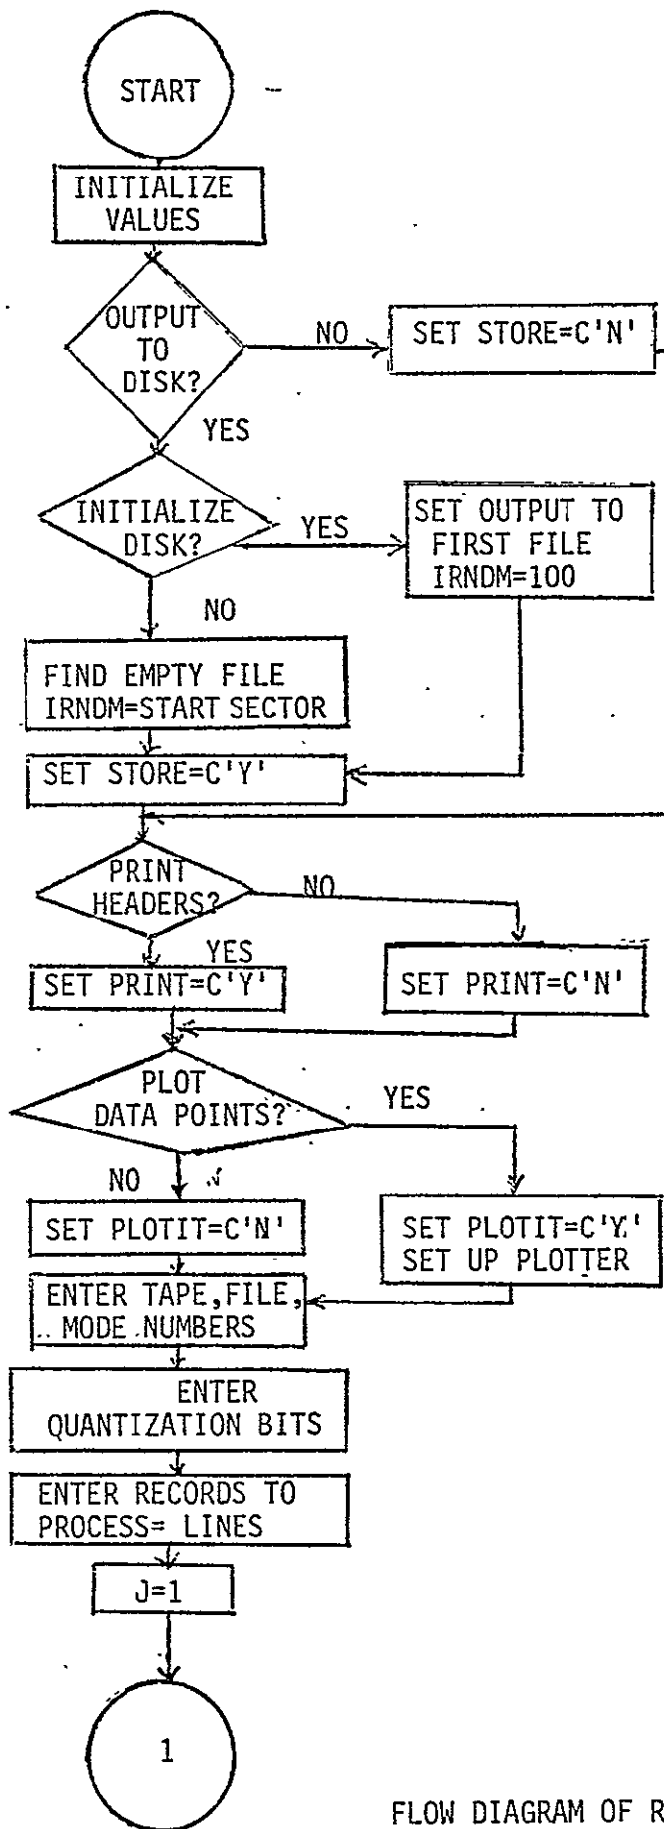 START
INITIALIZE
VALUES
OUTPUT
TO
DISK?
NO
SET STORE=C'N'
YES
INITIALIZE
DISK?
YES
SET OUTPUT TO
FIRST FILE
IRNDM=100
NO
FIND EMPTY FILE
IRNDM=START SECTOR
SET STORE=C'Y'
PRINT
HEADERS?
NO
YES
SET PRINT=C'Y'
SET PRINT=C'N'
PLOT
DATA POINTS?
YES
NO
SET PLOTIT=C'N'
SET PLOTIT=C'Y'
SET UP PLOTTER
ENTER TAPE,FILE,
MODE NUMBERS
ENTER
QUANTIZATION BITS
ENTER RECORDS TO
PROCESS= LINES
J=1
1
FLOW DIAGRAM OF R